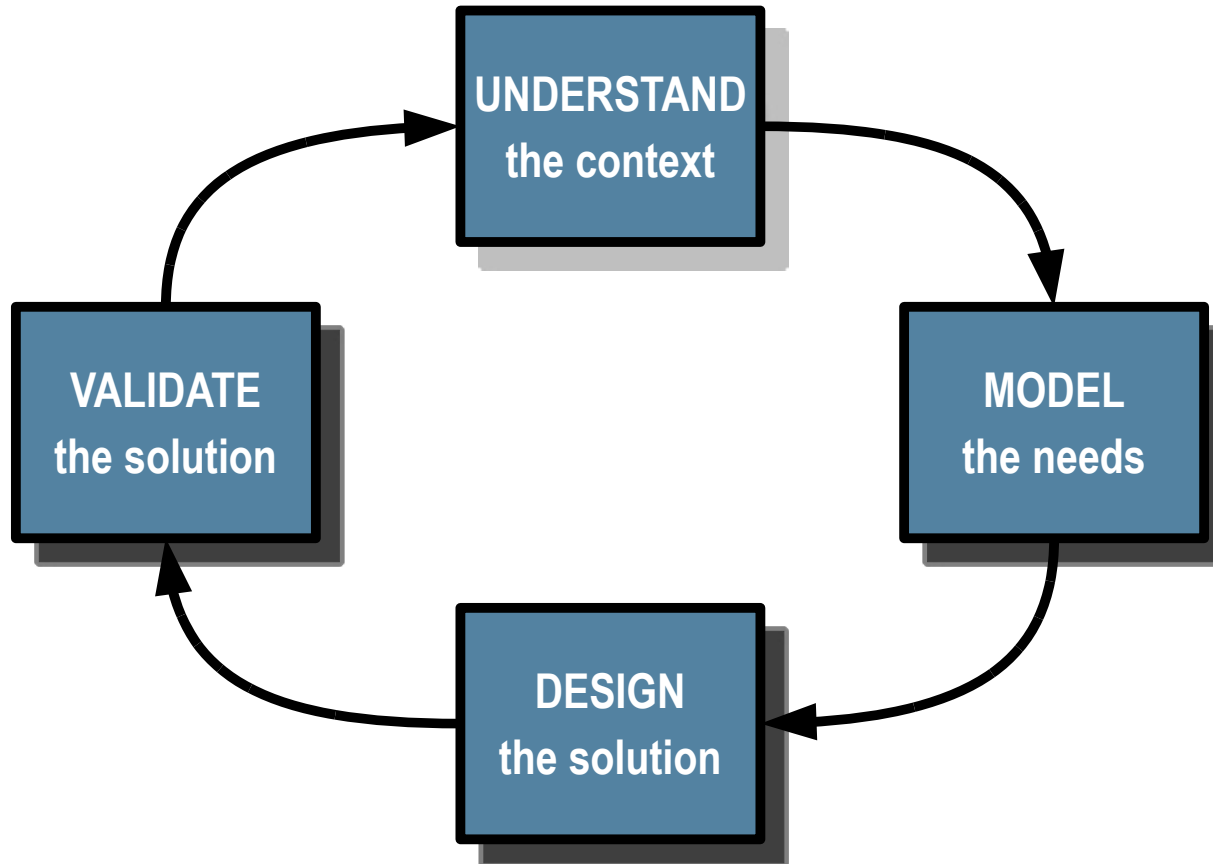 UNDERSTAND
the context
MODEL
the needs
DESIGN
the solution
VALIDATE
the solution